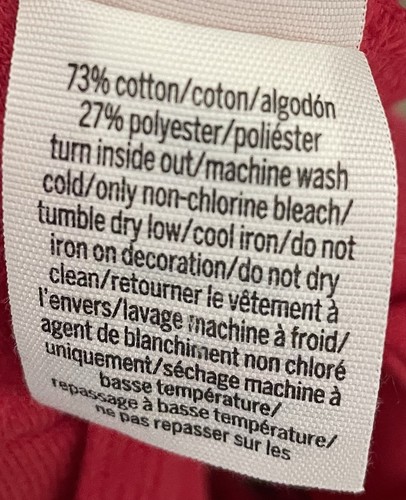 73% cotton/coton/algodón
27% polyester/poliéster
turn inside out/machine wash
cold/only non-chlorine bleach/
tumble dry low/cool iron/do not
iron on decoration/do not dry
clean/retourner le vêtement à
l'envers/lavage machine à froid/
agent de blanchiment non chloré
uniquement/séchage machine à
basse température/
repassage à basse température/
ne pas repasser sur les